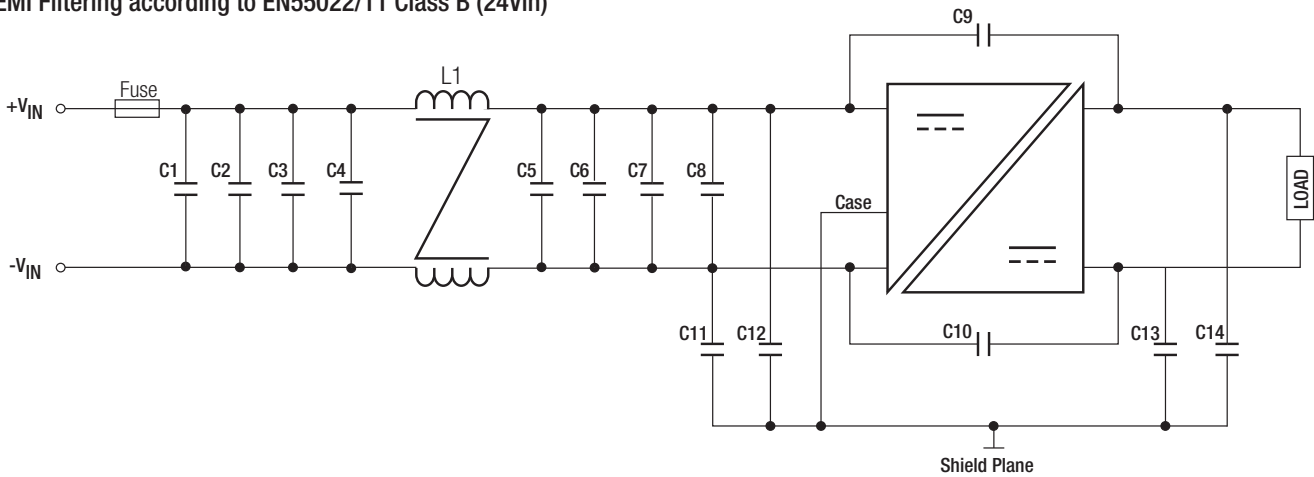 EMI Filtering according to EN55022/11 Class B (24Vin)
C9
Fuse
L1
+VIN
C1
C2
C3
C4
C5
C6
C7
C8
Case
LOAD
-VIN
C11
C12
C10
C13
C14
Shield Plane